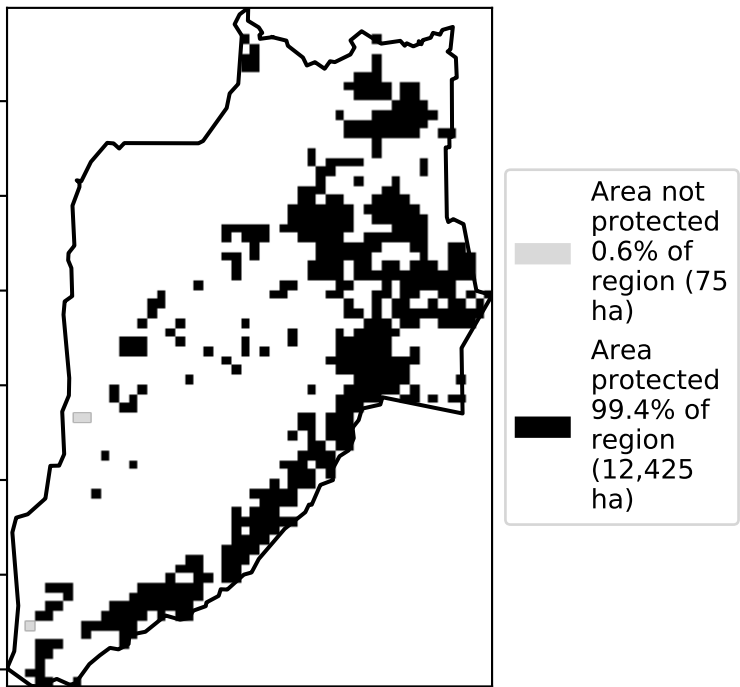 Area not
protected
0.6% of
region (75
ha)
Area
protected
99.4% of
region
(12,425
ha)